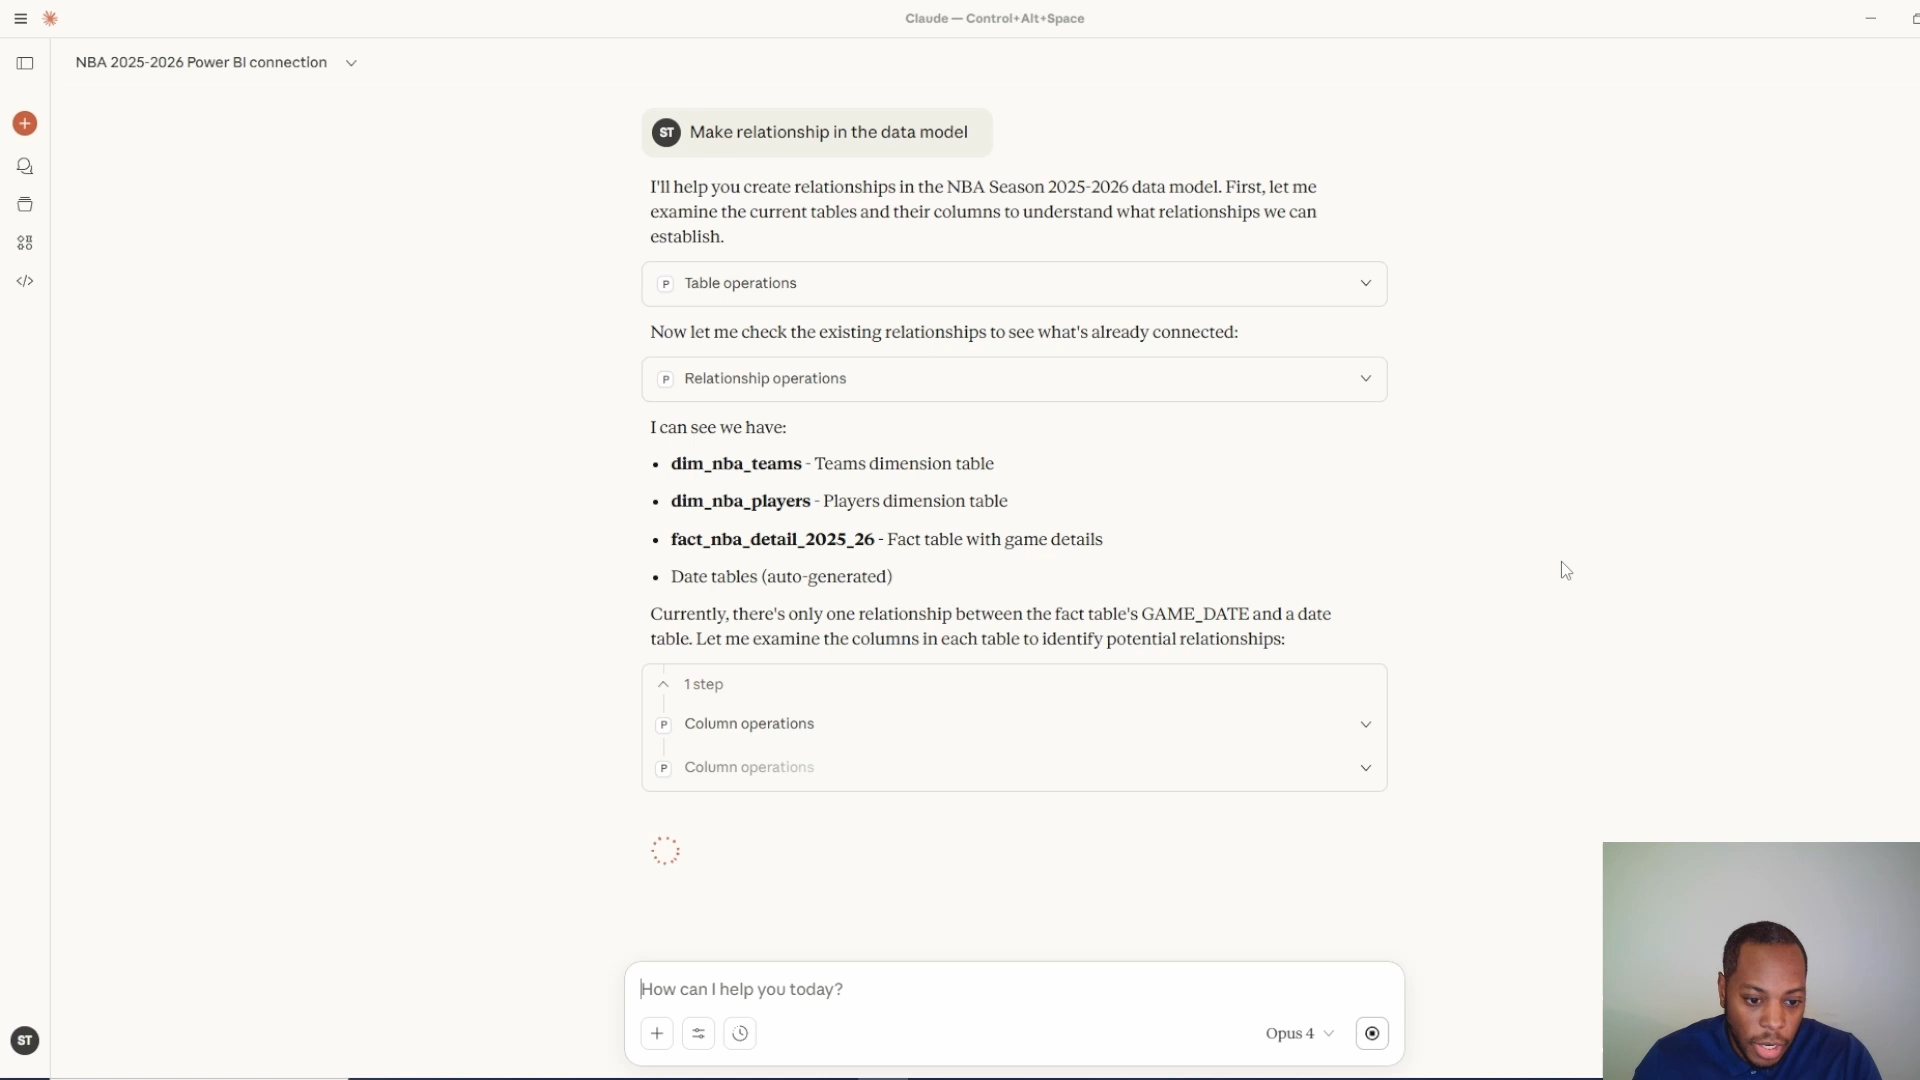 Claude — Control+Alt+Space
NBA 2025-2026 Power BI connection
ST Make relationship in the data model
I'll help you create relationships in the NBA Season 2025-2026 data model. First, let me
examine the current tables and their columns to understand what relationships we can
establish.
P Table operations
Now let me check the existing relationships to see what's already connected:
P Relationship operations
I can see we have:
• dim_nba_teams - Teams dimension table
• dim_nba_players - Players dimension table
• fact_nba_detail_2025_26 - Fact table with game details
• Date tables (auto-generated)
Currently, there's only one relationship between the fact table's GAME_DATE and a date
table. Let me examine the columns in each table to identify potential relationships:
1 step
P Column operations
P Column operations
How can I help you today?
Opus 4
ST